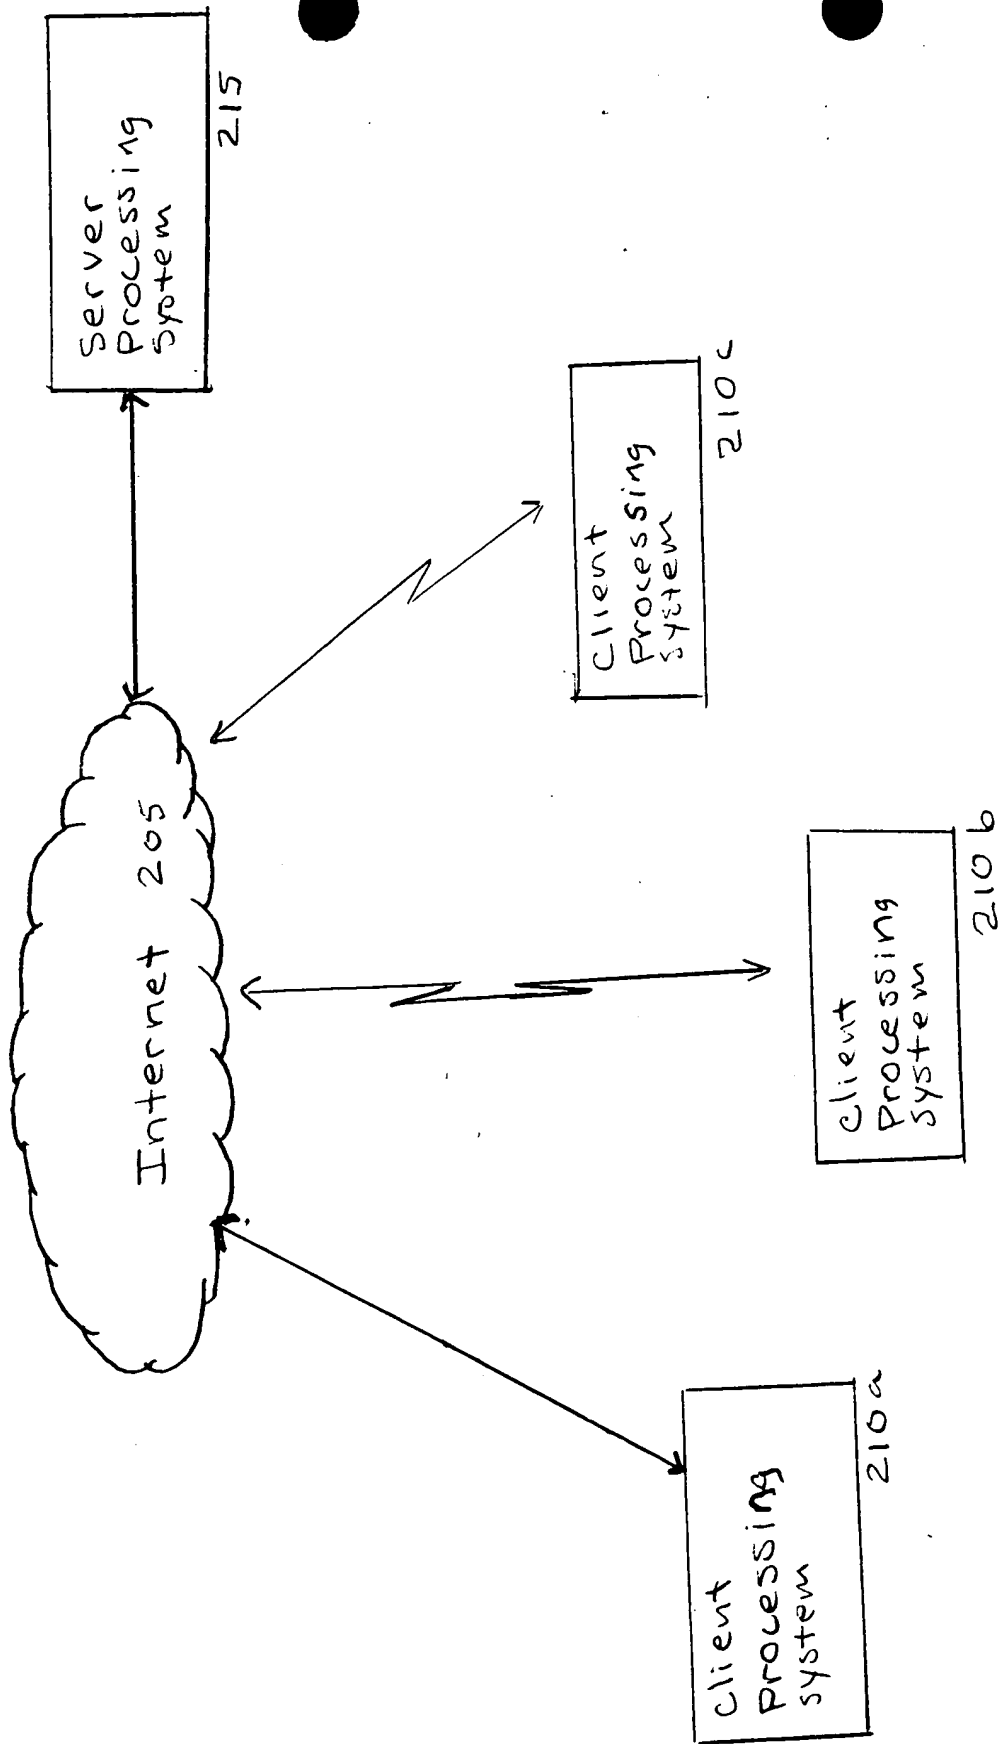 Internet 205
Server
Processing
System
215
Client
Processing
System
210a
Client
Processing
System
210b
Client
Processing
System
210c